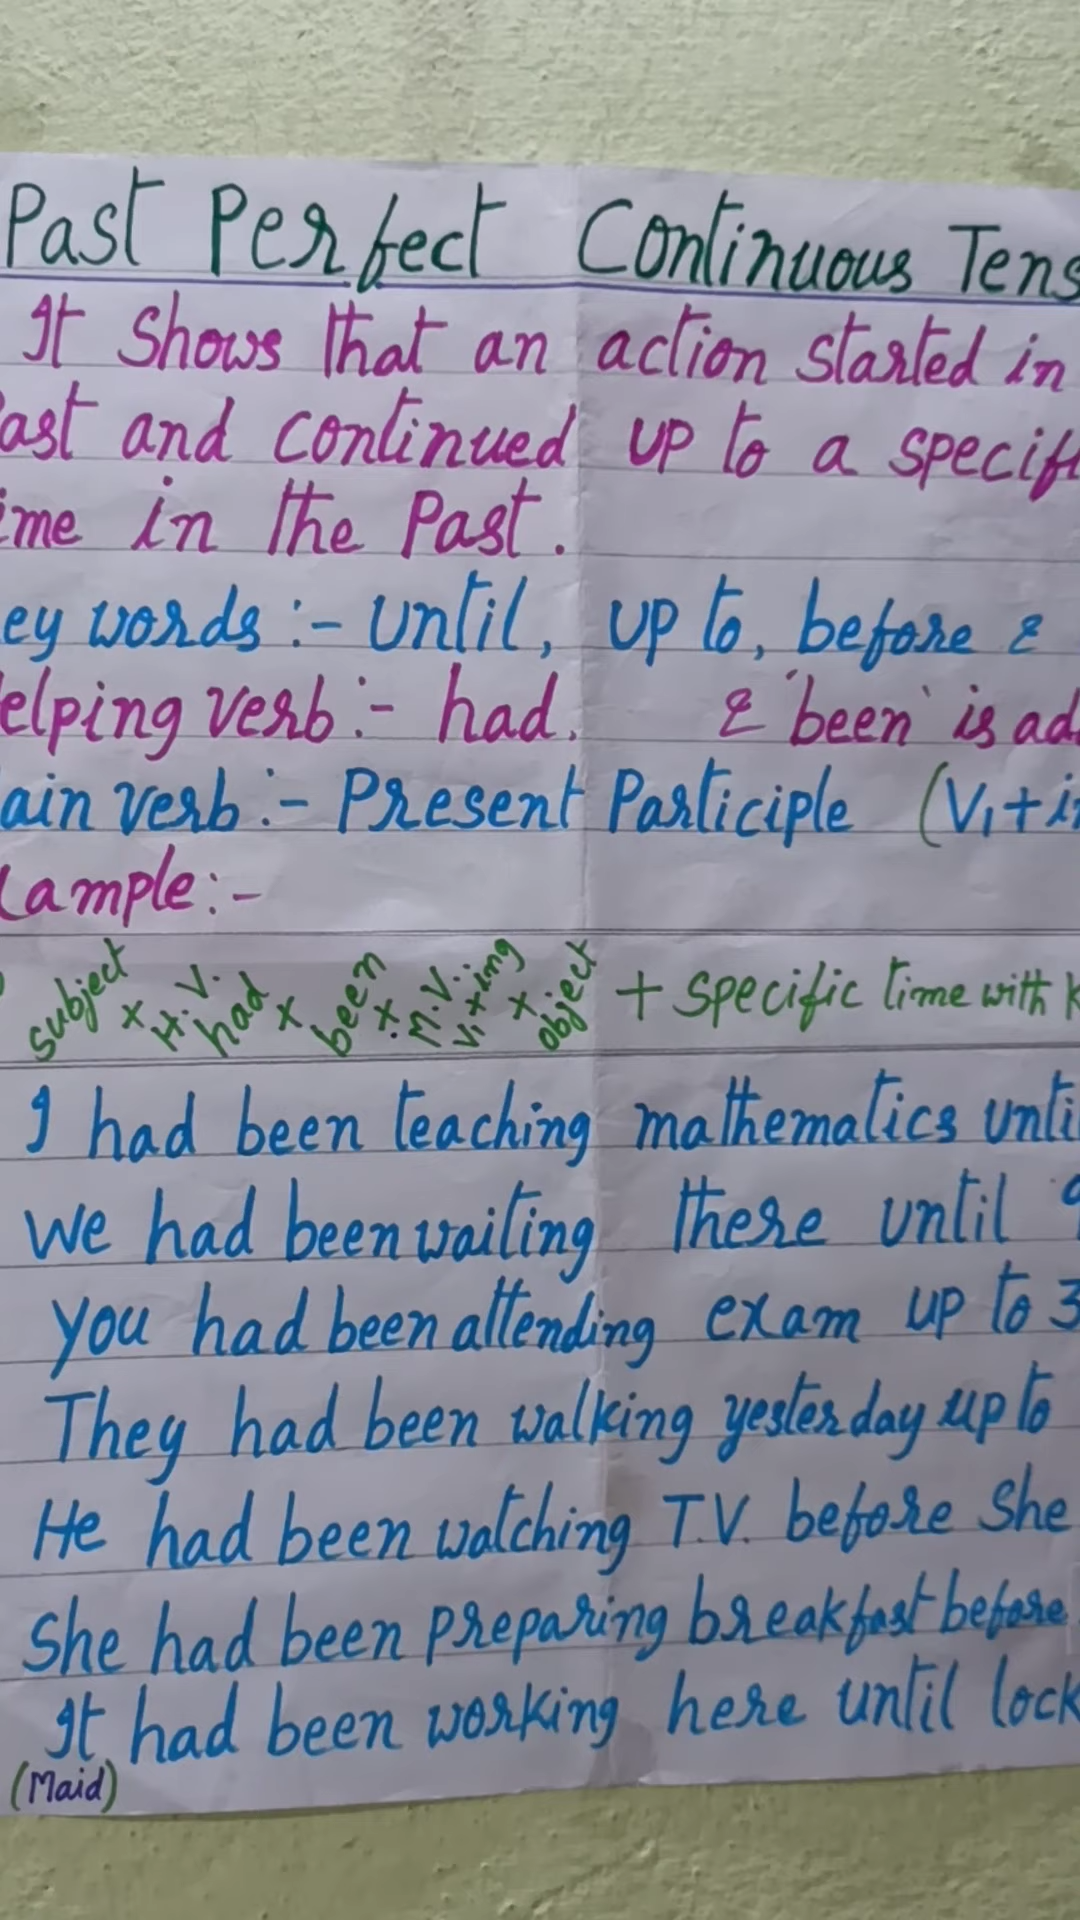 Past Perfect Continuous Tens
It Shows that an action started in
ast and continued up to a specif
ime in the Past.
ey words :- until, up to, before &
elping verb :- had. & 'been' is ad
ain verb :- Present Participle (V1 + in
ample :-
subject x H.V. had x been x M.V. V1+ing x object + specific time with K
I had been teaching mathematics unti
We had been waiting there until 9
you had been attending exam up to 3
They had been walking yesterday up to
He had been watching T.V. before She
She had been preparing breakfast before
It had been working here until lock
(Maid)